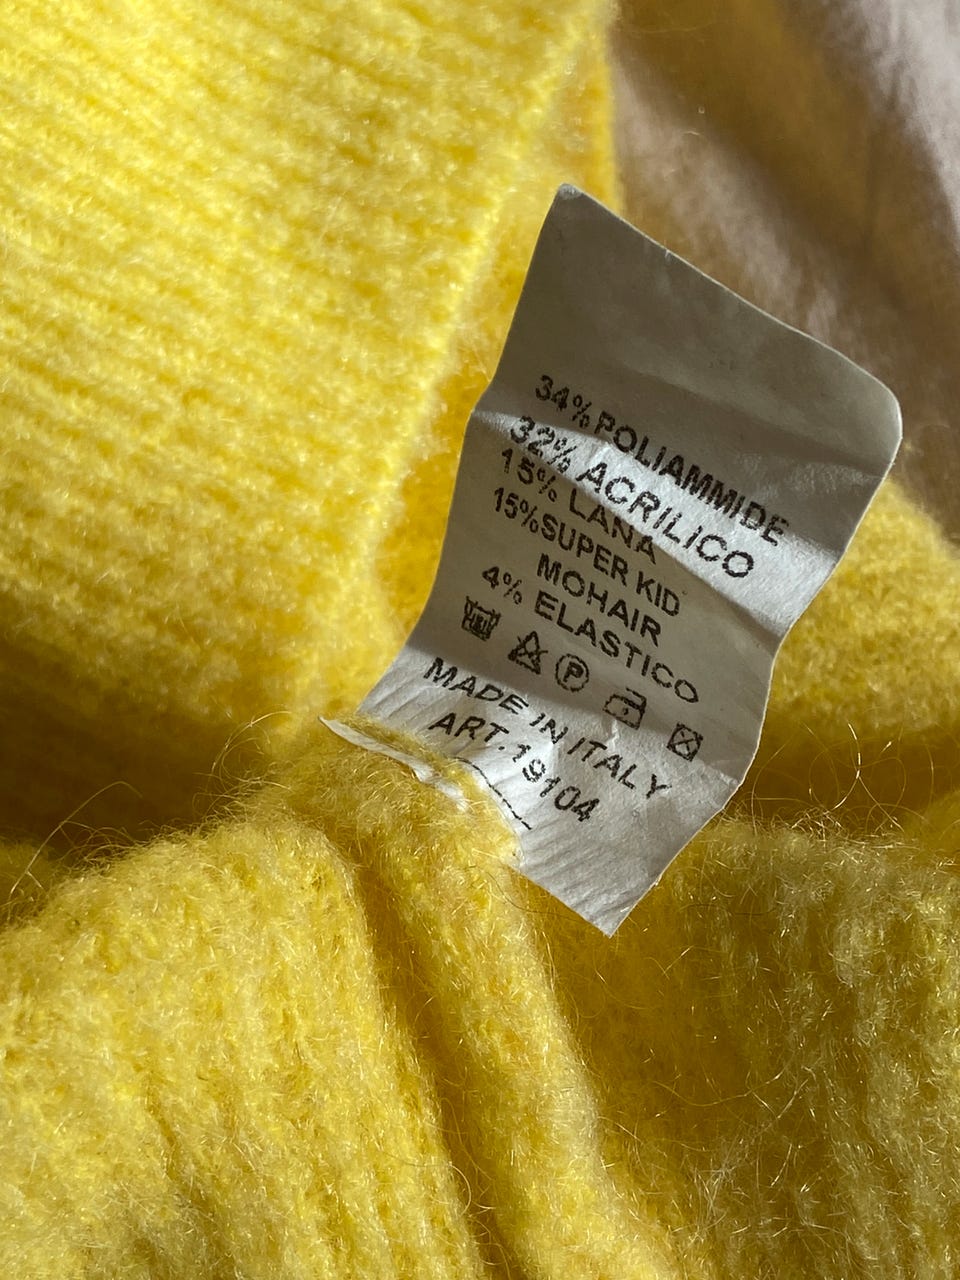 34% POLIAMMIDE
32% ACRILICO
15% LANA
15% SUPER KID
MOHAIR
4% ELASTICO
P
MADE IN ITALY
ART. 19104